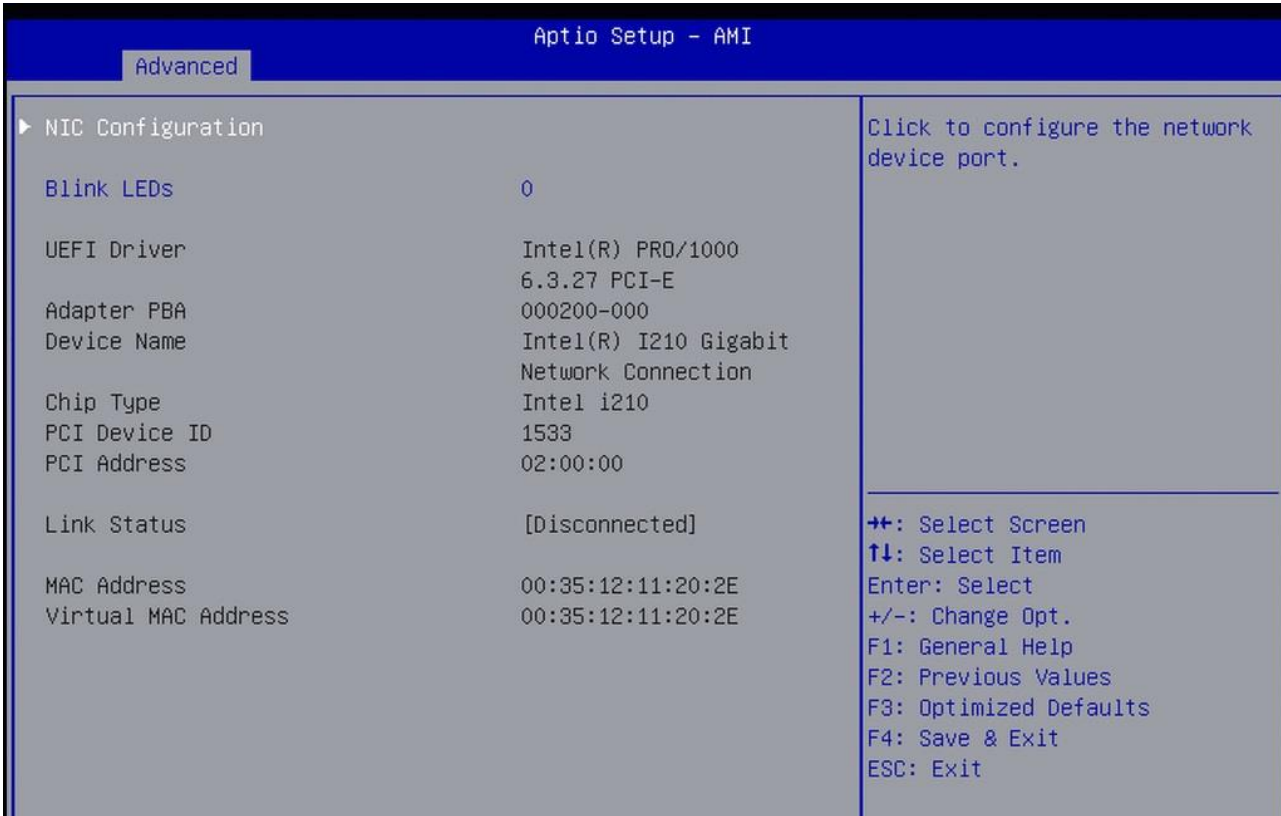 Aptio Setup – AMI
Advanced
▶ NIC Configuration
Blink LEDs 0
UEFI Driver Intel(R) PRO/1000
6.3.27 PCI-E
Adapter PBA 000200-000
Device Name Intel(R) I210 Gigabit
Network Connection
Chip Type Intel i210
PCI Device ID 1533
PCI Address 02:00:00
Link Status [Disconnected]
MAC Address 00:35:12:11:20:2E
Virtual MAC Address 00:35:12:11:20:2E
Click to configure the network
device port.
→←: Select Screen
↑↓: Select Item
Enter: Select
+/-: Change Opt.
F1: General Help
F2: Previous Values
F3: Optimized Defaults
F4: Save & Exit
ESC: Exit